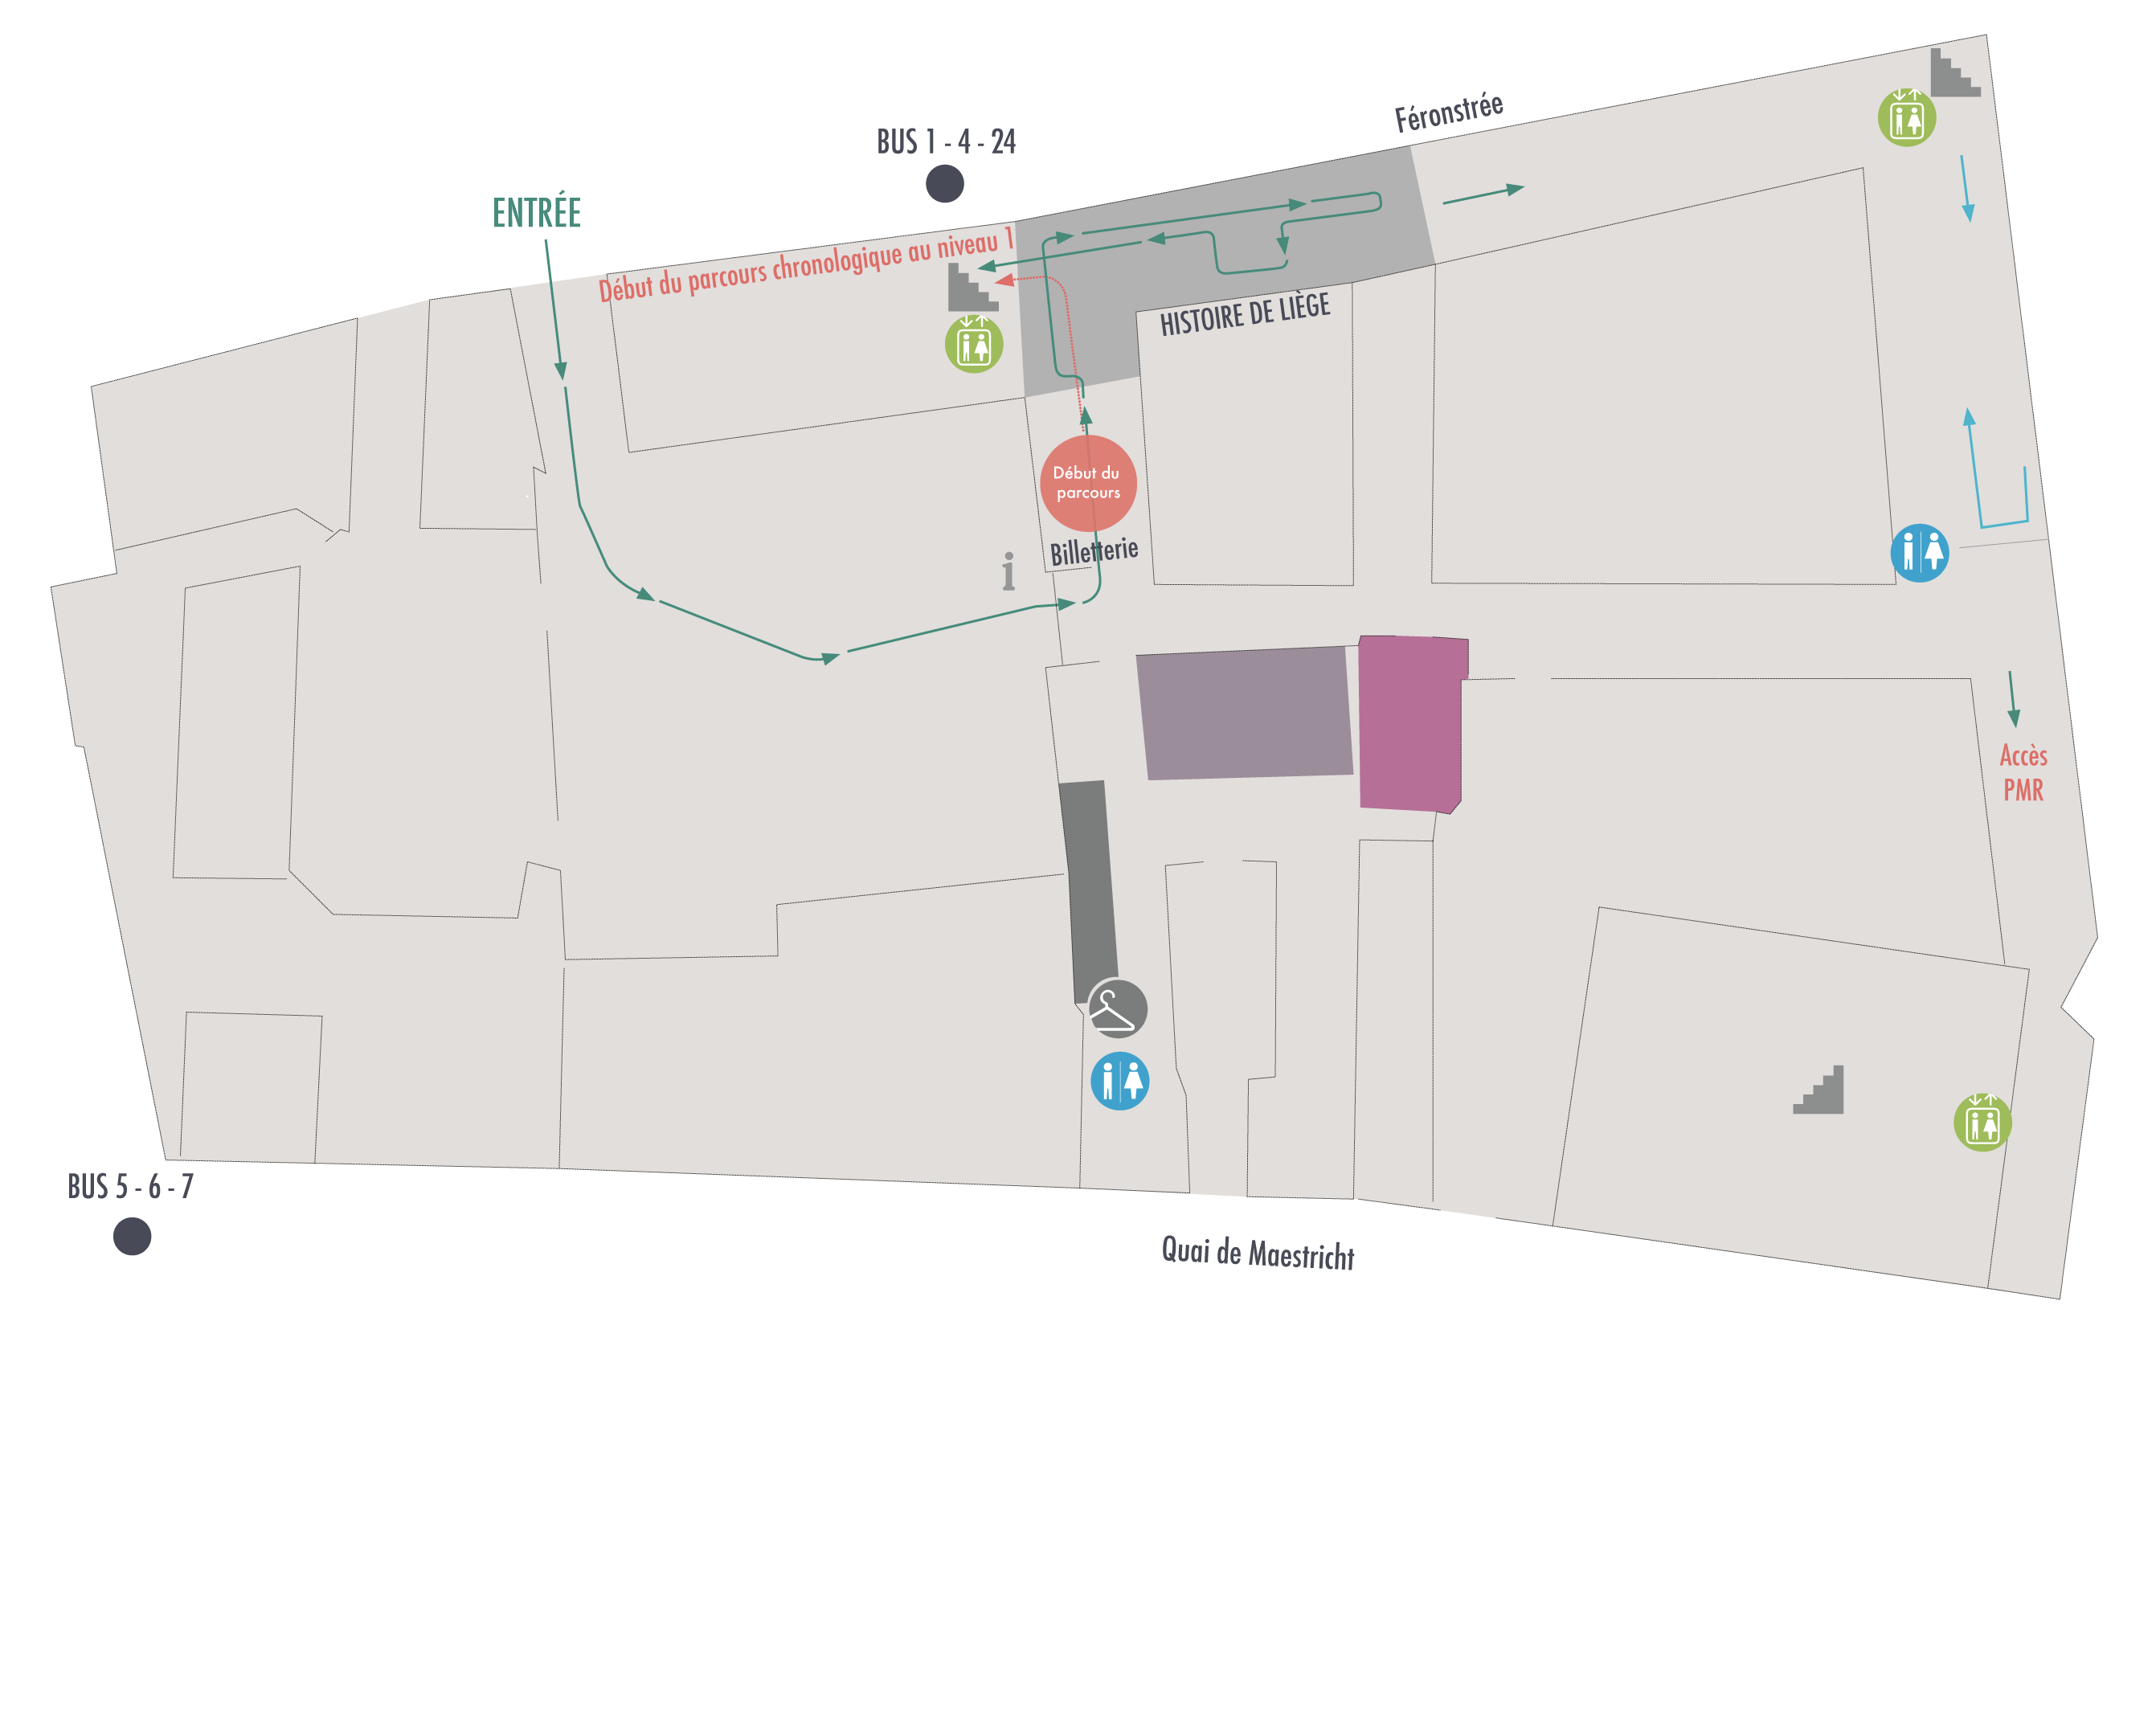 Féronstrée
BUS 1 - 4 - 24
ENTRÉE
Début du parcours chronologique au niveau 1
HISTOIRE DE LIÈGE
Début du
parcours
Billetterie
i
Accès
PMR
BUS 5 - 6 - 7
Quai de Maestricht